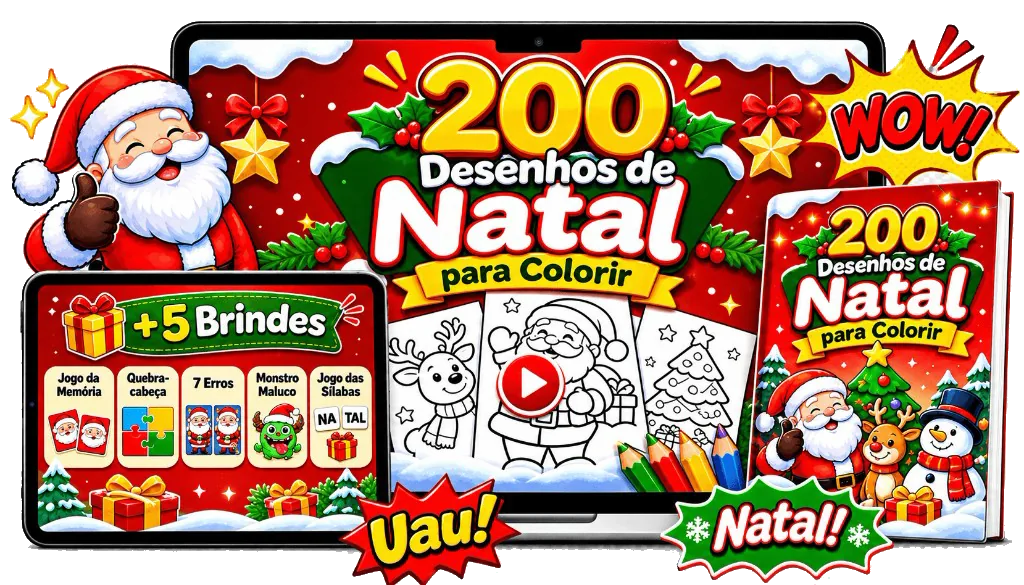 200
Desenhos de
Natal
para Colorir
WOW!
200
Desenhos de
Natal
para Colorir
+5 Brindes
Jogo da
Memória
Quebra-
cabeça
7 Erros
Monstro
Maluco
Jogo das
Sílabas
NA TAL
Uau!
Natal!